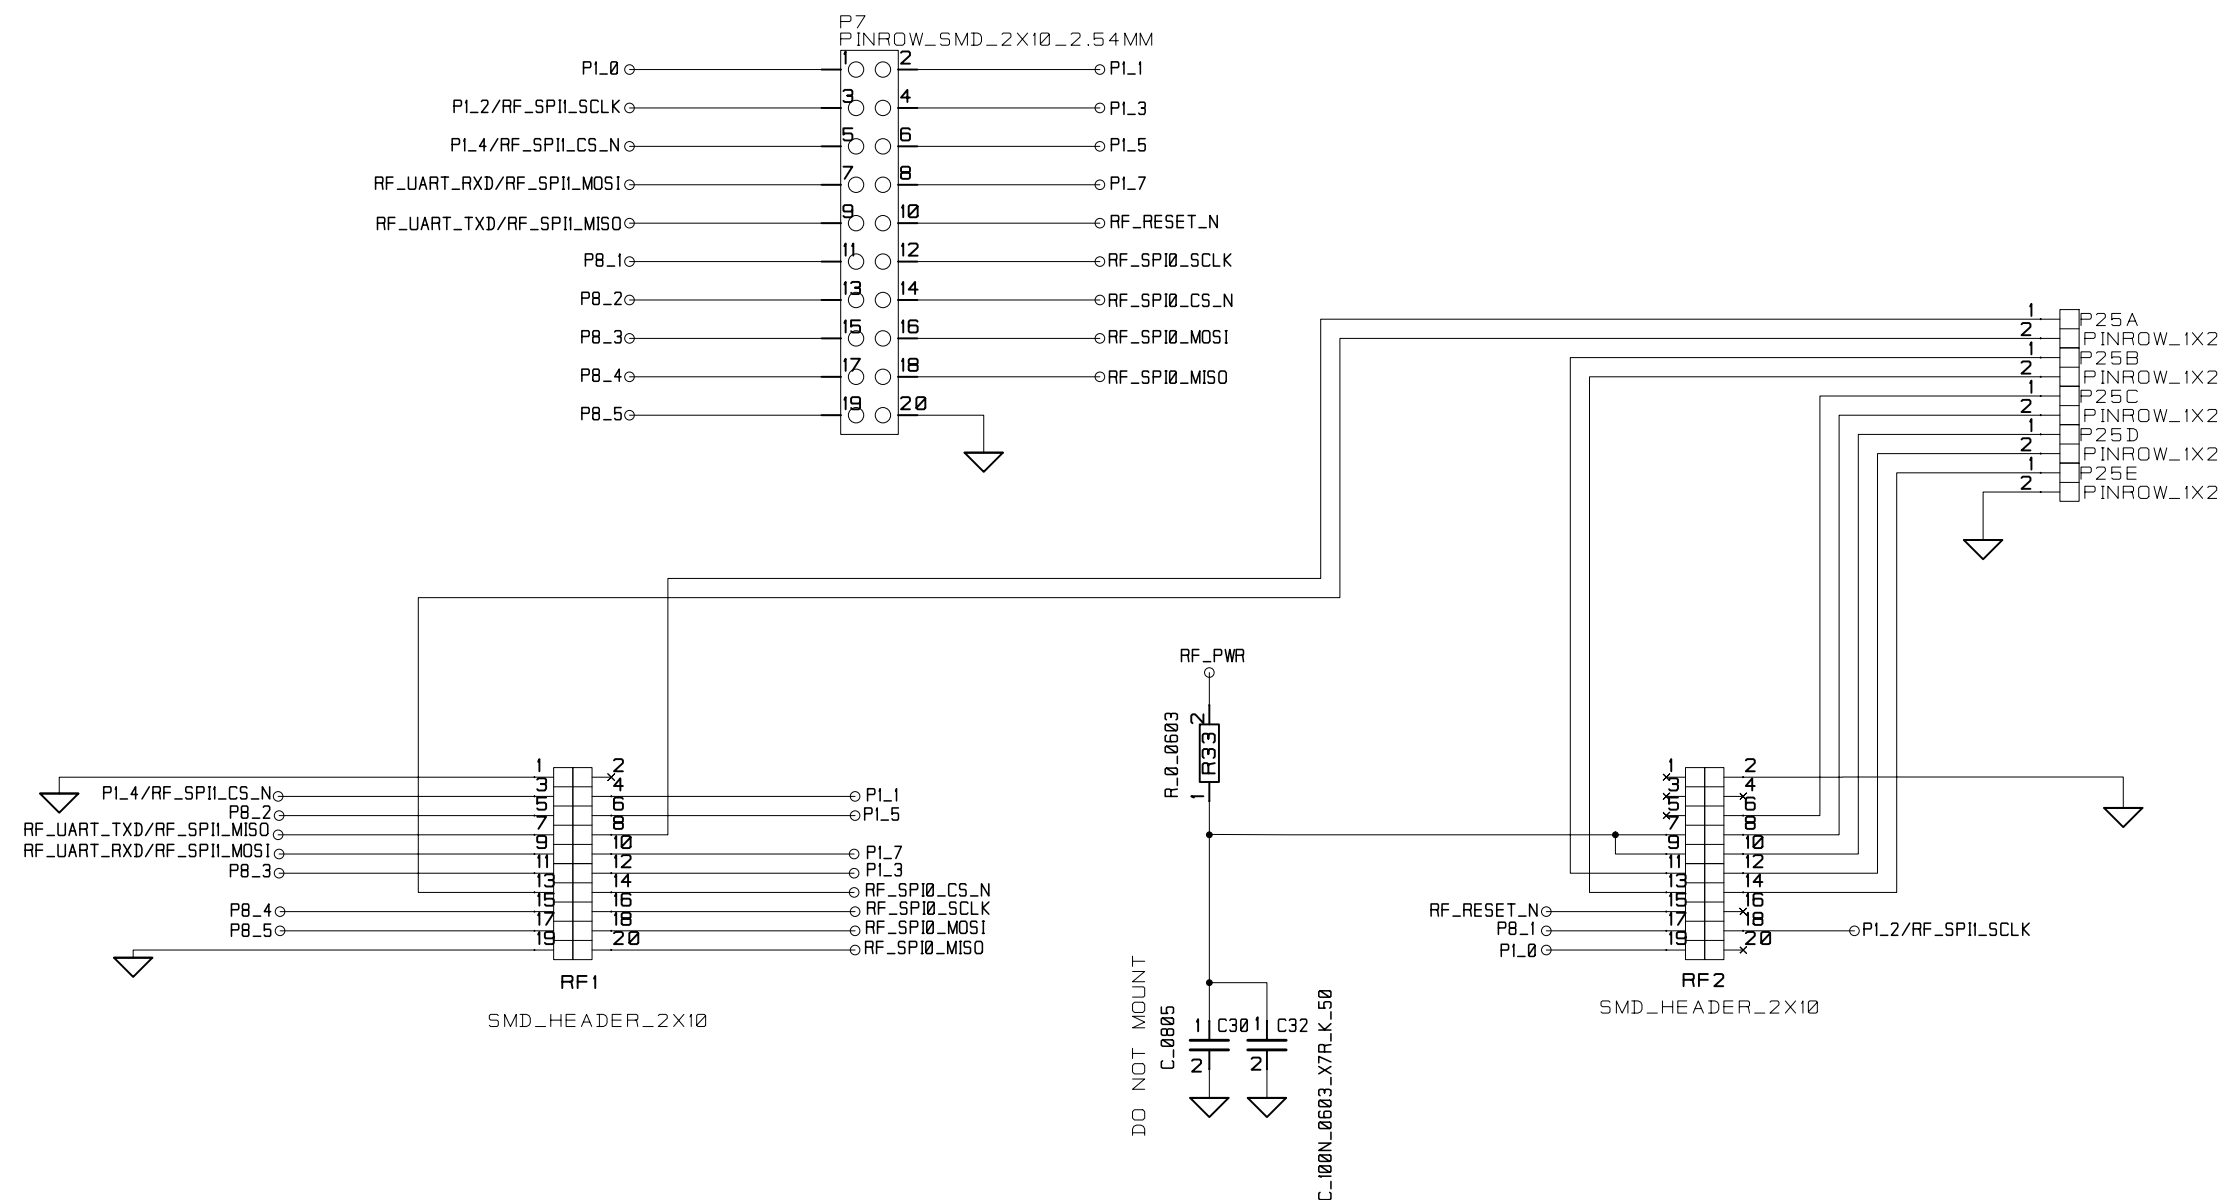 P7
PINROW_SMD_2X10_2.54MM
P1_0 1 2 P1_1
P1_2/RF_SPI1_SCLK 3 4 P1_3
P1_4/RF_SPI1_CS_N 5 6 P1_5
RF_UART_RXD/RF_SPI1_MOSI 7 8 P1_7
RF_UART_TXD/RF_SPI1_MISO 9 10 RF_RESET_N
P8_1 11 12 RF_SPI0_SCLK
P8_2 13 14 RF_SPI0_CS_N
P8_3 15 16 RF_SPI0_MOSI
P8_4 17 18 RF_SPI0_MISO
P8_5 19 20
1 P25A
2 PINROW_1X2
1 P25B
2 PINROW_1X2
1 P25C
2 PINROW_1X2
1 P25D
2 PINROW_1X2
1 P25E
2 PINROW_1X2
1 2
P1_4/RF_SPI1_CS_N 3 4 P1_1
P8_2 5 6 P1_5
RF_UART_TXD/RF_SPI1_MISO 7 8
RF_UART_RXD/RF_SPI1_MOSI 9 10 P1_7
P8_3 11 12 P1_3
13 14 RF_SPI0_CS_N
P8_4 15 16 RF_SPI0_SCLK
P8_5 17 18 RF_SPI0_MOSI
19 20 RF_SPI0_MISO
RF1
SMD_HEADER_2X10
RF_PWR
R_0_0603
2
R33
1
DO NOT MOUNT
C_0805
1 C30
2
1 C32
2
C_100N_0603_X7R_K_50
1 2
3 4
5 6
7 8
9 10
11 12
13 14
RF_RESET_N 15 16
P8_1 17 18 P1_2/RF_SPI1_SCLK
P1_0 19 20
RF2
SMD_HEADER_2X10